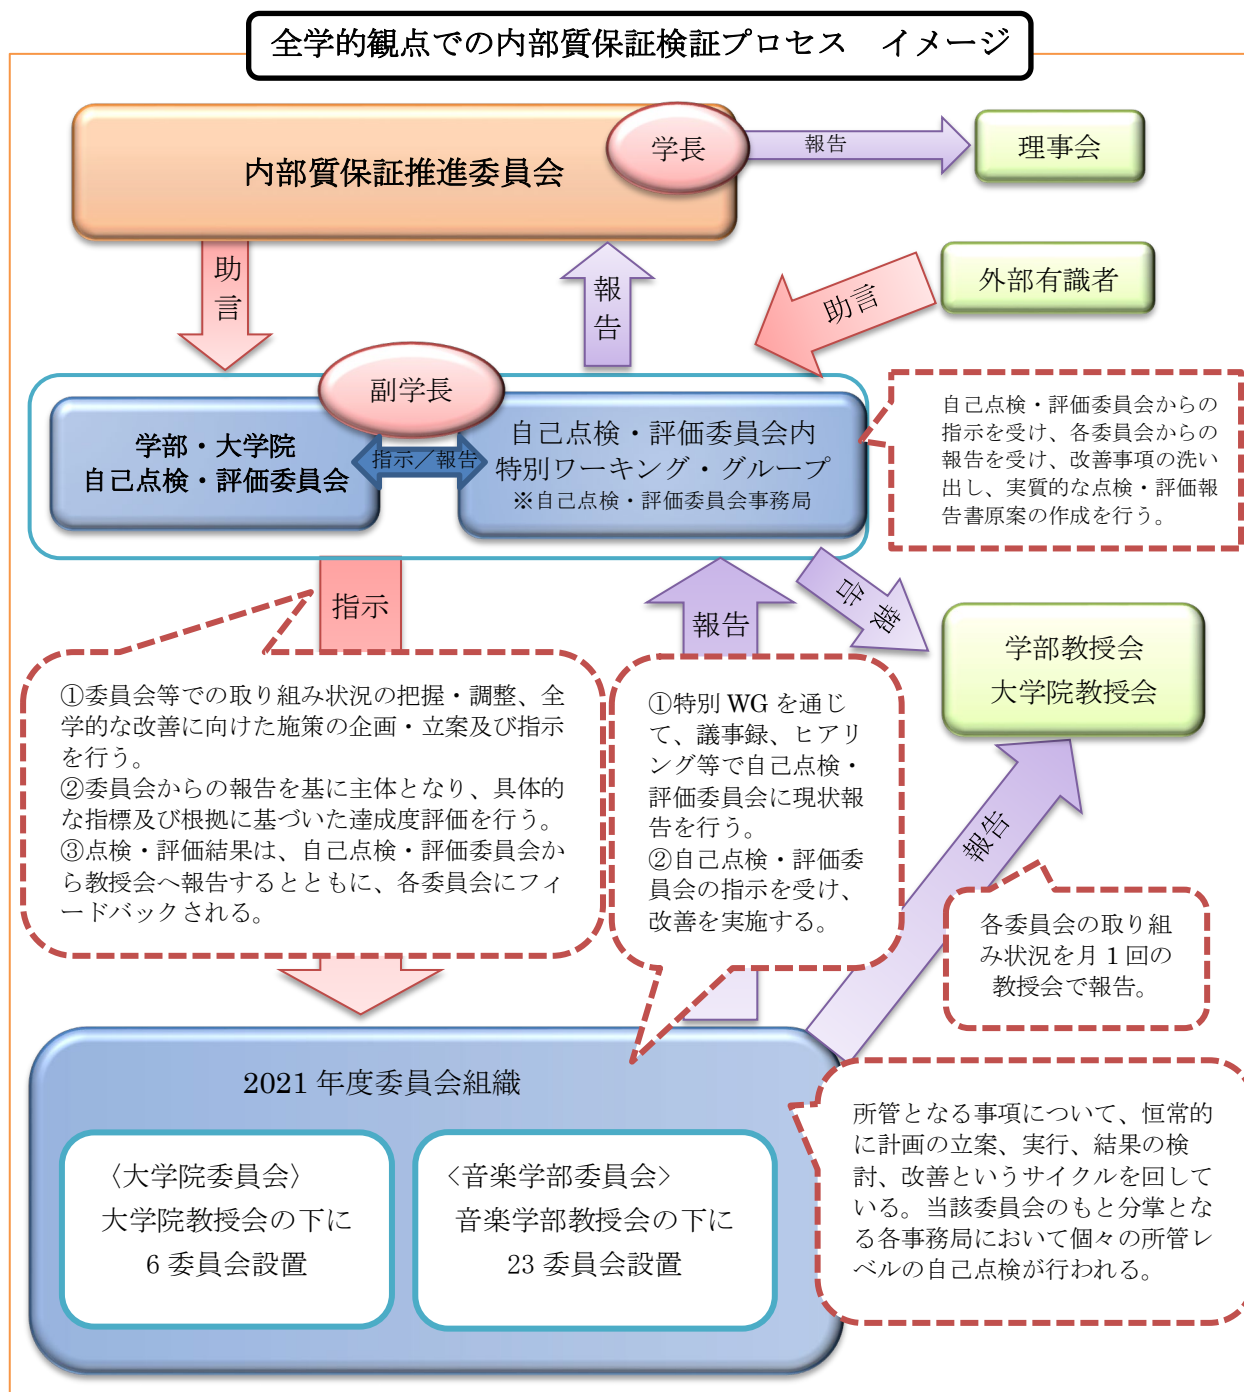 全学的観点での内部質保証検証プロセス　イメージ
内部質保証推進委員会
学長
報告
理事会
助言
報告
助言
外部有識者
副学長
学部・大学院
自己点検・評価委員会
指示／報告
自己点検・評価委員会内
特別ワーキング・グループ
※自己点検・評価委員会事務局
自己点検・評価委員会からの
指示を受け、各委員会からの
報告を受け、改善事項の洗い
出し、実質的な点検・評価報
告書原案の作成を行う。
指示
報告
報告
学部教授会
大学院教授会
①委員会等での取り組み状況の把握・調整、全
学的な改善に向けた施策の企画・立案及び指示
を行う。
②委員会からの報告を基に主体となり、具体的
な指標及び根拠に基づいた達成度評価を行う。
③点検・評価結果は、自己点検・評価委員会か
ら教授会へ報告するとともに、各委員会にフィ
ードバックされる。
①特別 WG を通じ
て、議事録、ヒアリ
ング等で自己点検・
評価委員会に現状報
告を行う。
②自己点検・評価委
員会の指示を受け、
改善を実施する。
報告
各委員会の取り組
み状況を月 1 回の
教授会で報告。
2021 年度委員会組織
〈大学院委員会〉
大学院教授会の下に
6 委員会設置
<音楽学部委員会>
音楽学部教授会の下に
23 委員会設置
所管となる事項について、恒常的
に計画の立案、実行、結果の検
討、改善というサイクルを回して
いる。当該委員会のもと分掌とな
る各事務局において個々の所管レ
ベルの自己点検が行われる。